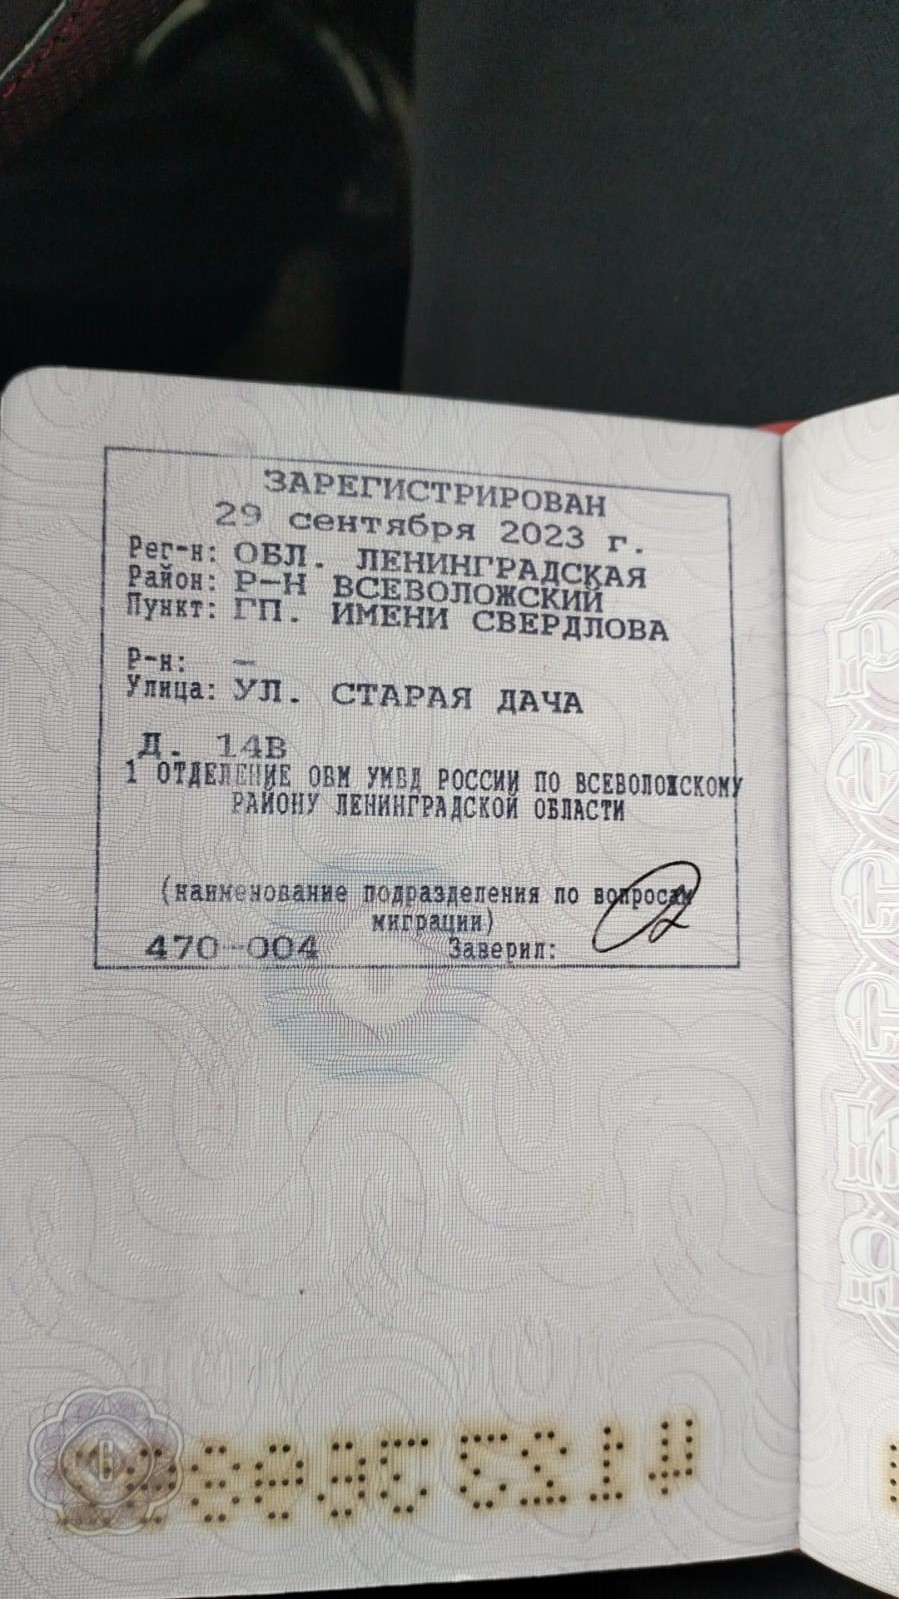 ЗАРЕГИСТРИРОВАН
29 сентября 2023 г.
Рег-н: ОБЛ. ЛЕНИНГРАДСКАЯ
Район: Р-Н ВСЕВОЛОЖСКИЙ
Пункт: ГП. ИМЕНИ СВЕРДЛОВА
Р-н: –
Улица: УЛ. СТАРАЯ ДАЧА
Д. 14В
1 ОТДЕЛЕНИЕ ОВМ УМВД РОССИИ ПО ВСЕВОЛОЖСКОМУ
РАЙОНУ ЛЕНИНГРАДСКОЙ ОБЛАСТИ
(наименование подразделения по вопросам
миграции)
470-004 Заверил: